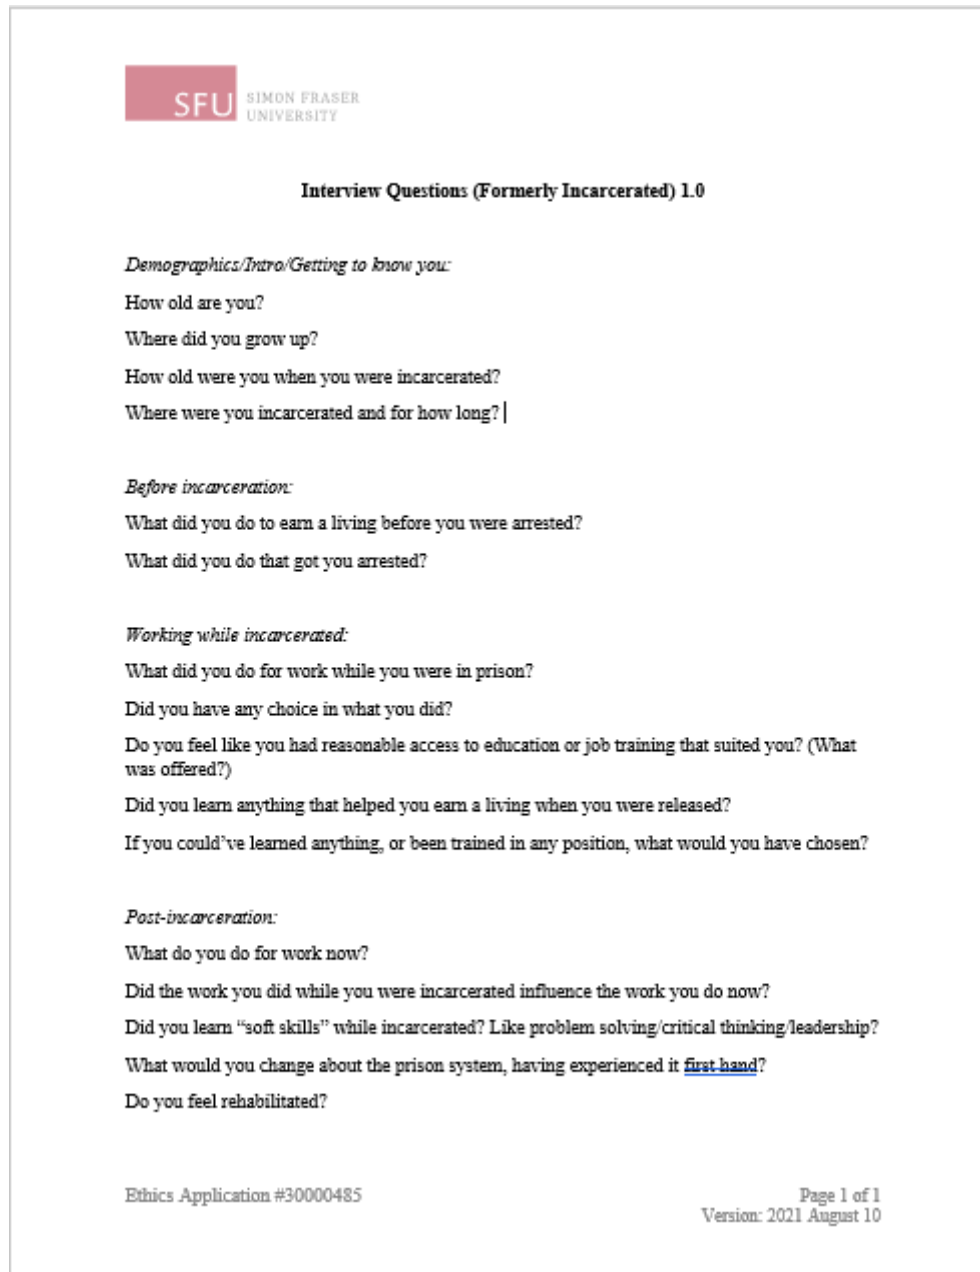 SFU SIMON FRASER
UNIVERSITY
Interview Questions (Formerly Incarcerated) 1.0
Demographics/Intro/Getting to know you:
How old are you?
Where did you grow up?
How old were you when you were incarcerated?
Where were you incarcerated and for how long?
Before incarceration:
What did you do to earn a living before you were arrested?
What did you do that got you arrested?
Working while incarcerated:
What did you do for work while you were in prison?
Did you have any choice in what you did?
Do you feel like you had reasonable access to education or job training that suited you? (What
was offered?)
Did you learn anything that helped you earn a living when you were released?
If you could’ve learned anything, or been trained in any position, what would you have chosen?
Post-incarceration:
What do you do for work now?
Did the work you did while you were incarcerated influence the work you do now?
Did you learn “soft skills” while incarcerated? Like problem solving/critical thinking/leadership?
What would you change about the prison system, having experienced it first hand?
Do you feel rehabilitated?
Ethics Application #30000485
Page 1 of 1
Version: 2021 August 10